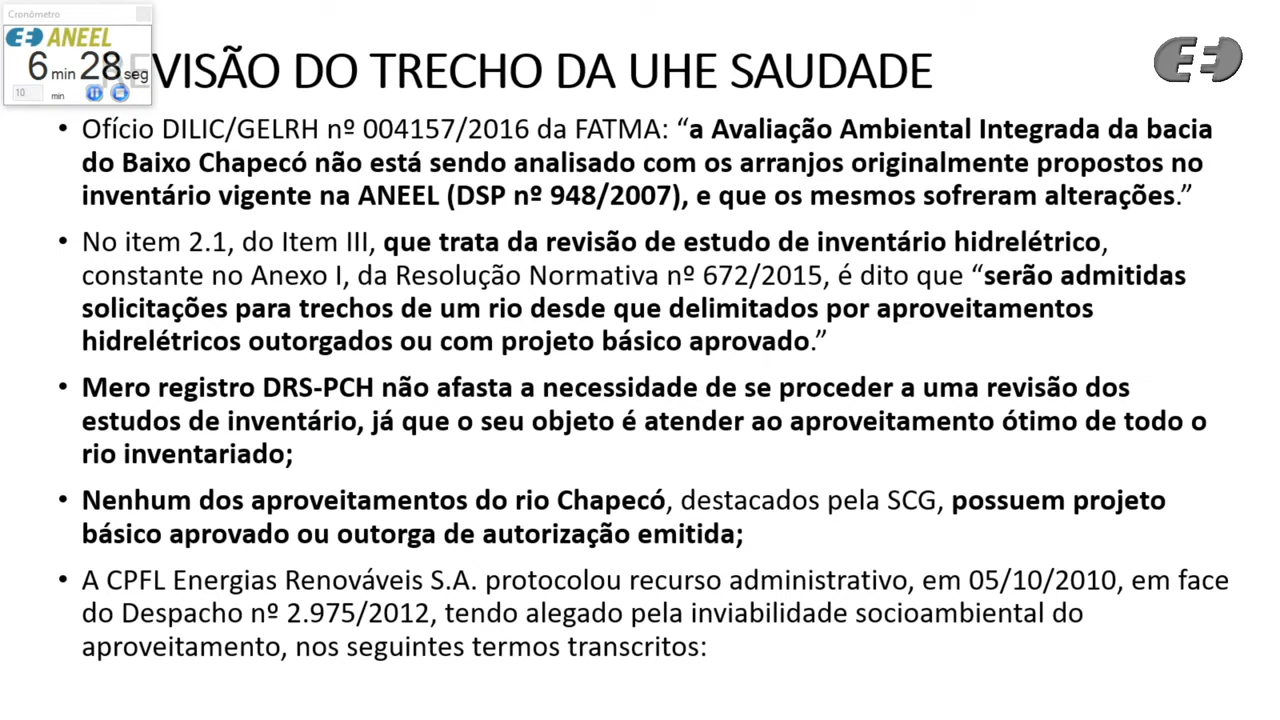 Cronômetro
ANEEL
6 min 28 seg
10 min
REVISÃO DO TRECHO DA UHE SAUDADE
• Ofício DILIC/GELRH nº 004157/2016 da FATMA: “a Avaliação Ambiental Integrada da bacia
do Baixo Chapecó não está sendo analisado com os arranjos originalmente propostos no
inventário vigente na ANEEL (DSP nº 948/2007), e que os mesmos sofreram alterações.”
• No item 2.1, do Item III, que trata da revisão de estudo de inventário hidrelétrico,
constante no Anexo I, da Resolução Normativa nº 672/2015, é dito que “serão admitidas
solicitações para trechos de um rio desde que delimitados por aproveitamentos
hidrelétricos outorgados ou com projeto básico aprovado.”
• Mero registro DRS-PCH não afasta a necessidade de se proceder a uma revisão dos
estudos de inventário, já que o seu objeto é atender ao aproveitamento ótimo de todo o
rio inventariado;
• Nenhum dos aproveitamentos do rio Chapecó, destacados pela SCG, possuem projeto
básico aprovado ou outorga de autorização emitida;
• A CPFL Energias Renováveis S.A. protocolou recurso administrativo, em 05/10/2010, em face
do Despacho nº 2.975/2012, tendo alegado pela inviabilidade socioambiental do
aproveitamento, nos seguintes termos transcritos: